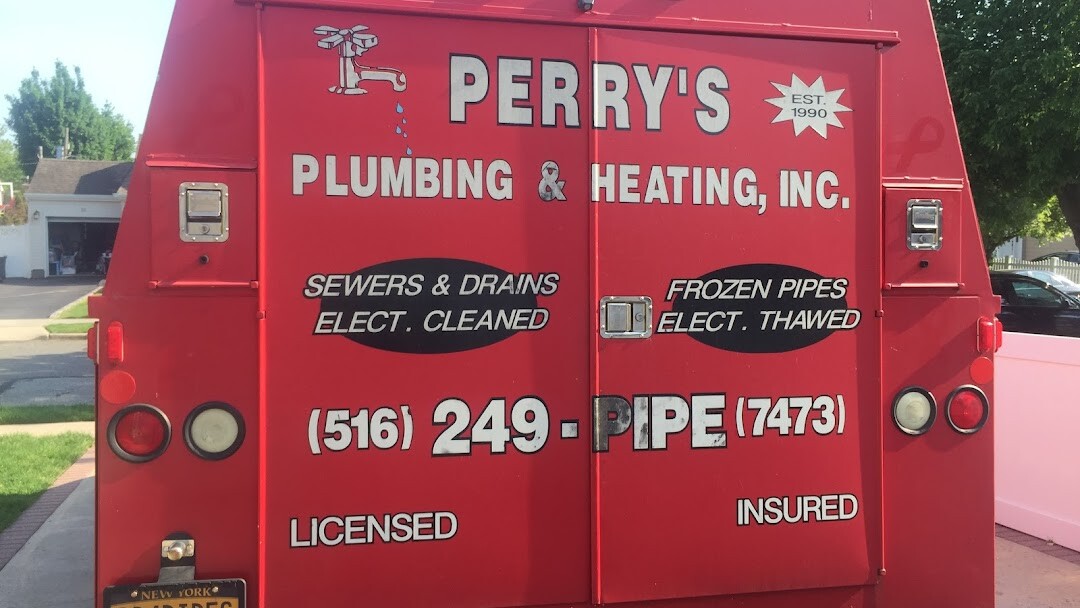 PERRY'S
EST.
1990
PLUMBING & HEATING, INC.
SEWERS & DRAINS
ELECT. CLEANED
FROZEN PIPES
ELECT. THAWED
(516) 249-PIPE (7473)
LICENSED
INSURED
NEW YORK